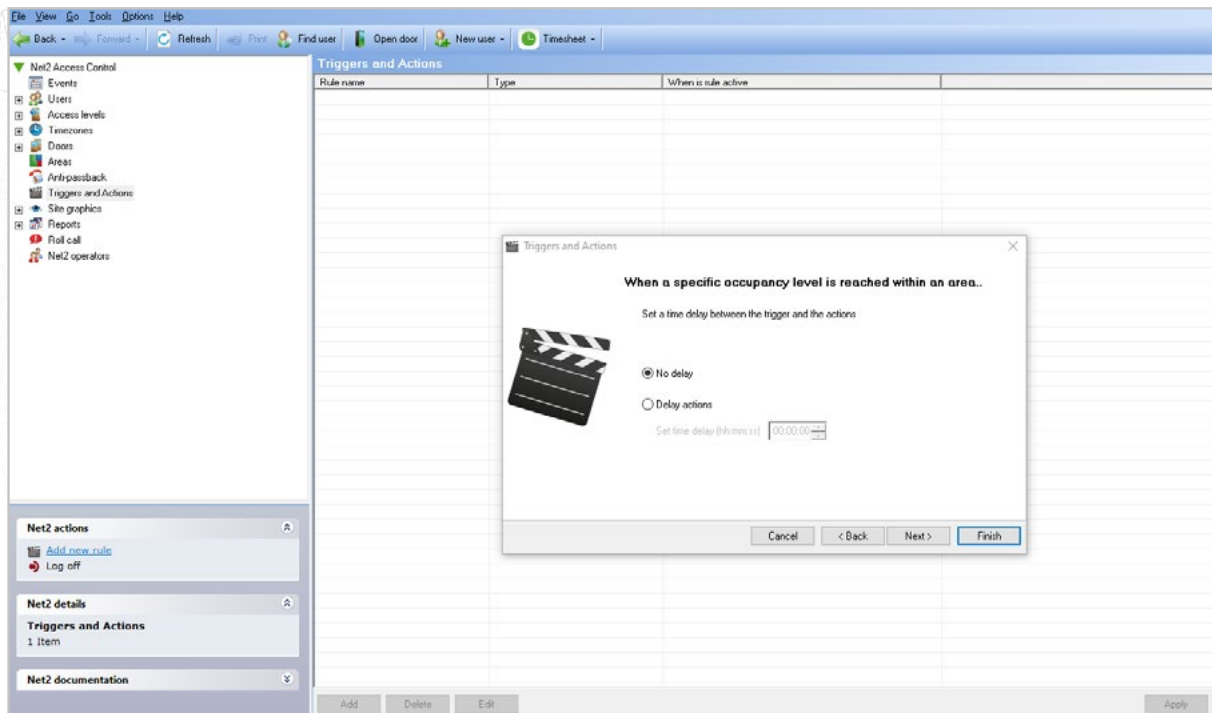 File View Go Tools Options Help
Back Forward Refresh Print Find user Open door New user Timesheet
Net2 Access Control
Events
Users
Access levels
Timezones
Doors
Areas
Anti-passback
Triggers and Actions
Site graphics
Reports
Roll call
Net2 operators
Net2 actions
Add new rule
Log off
Net2 details
Triggers and Actions
1 Item
Net2 documentation
Triggers and Actions
Rule name Type When is rule active
Triggers and Actions
When a specific occupancy level is reached within an area..
Set a time delay between the trigger and the actions
No delay
Delay actions
Set time delay (hh:mm:ss) 00:00:00
Cancel < Back Next > Finish
Add Delete Edit Apply